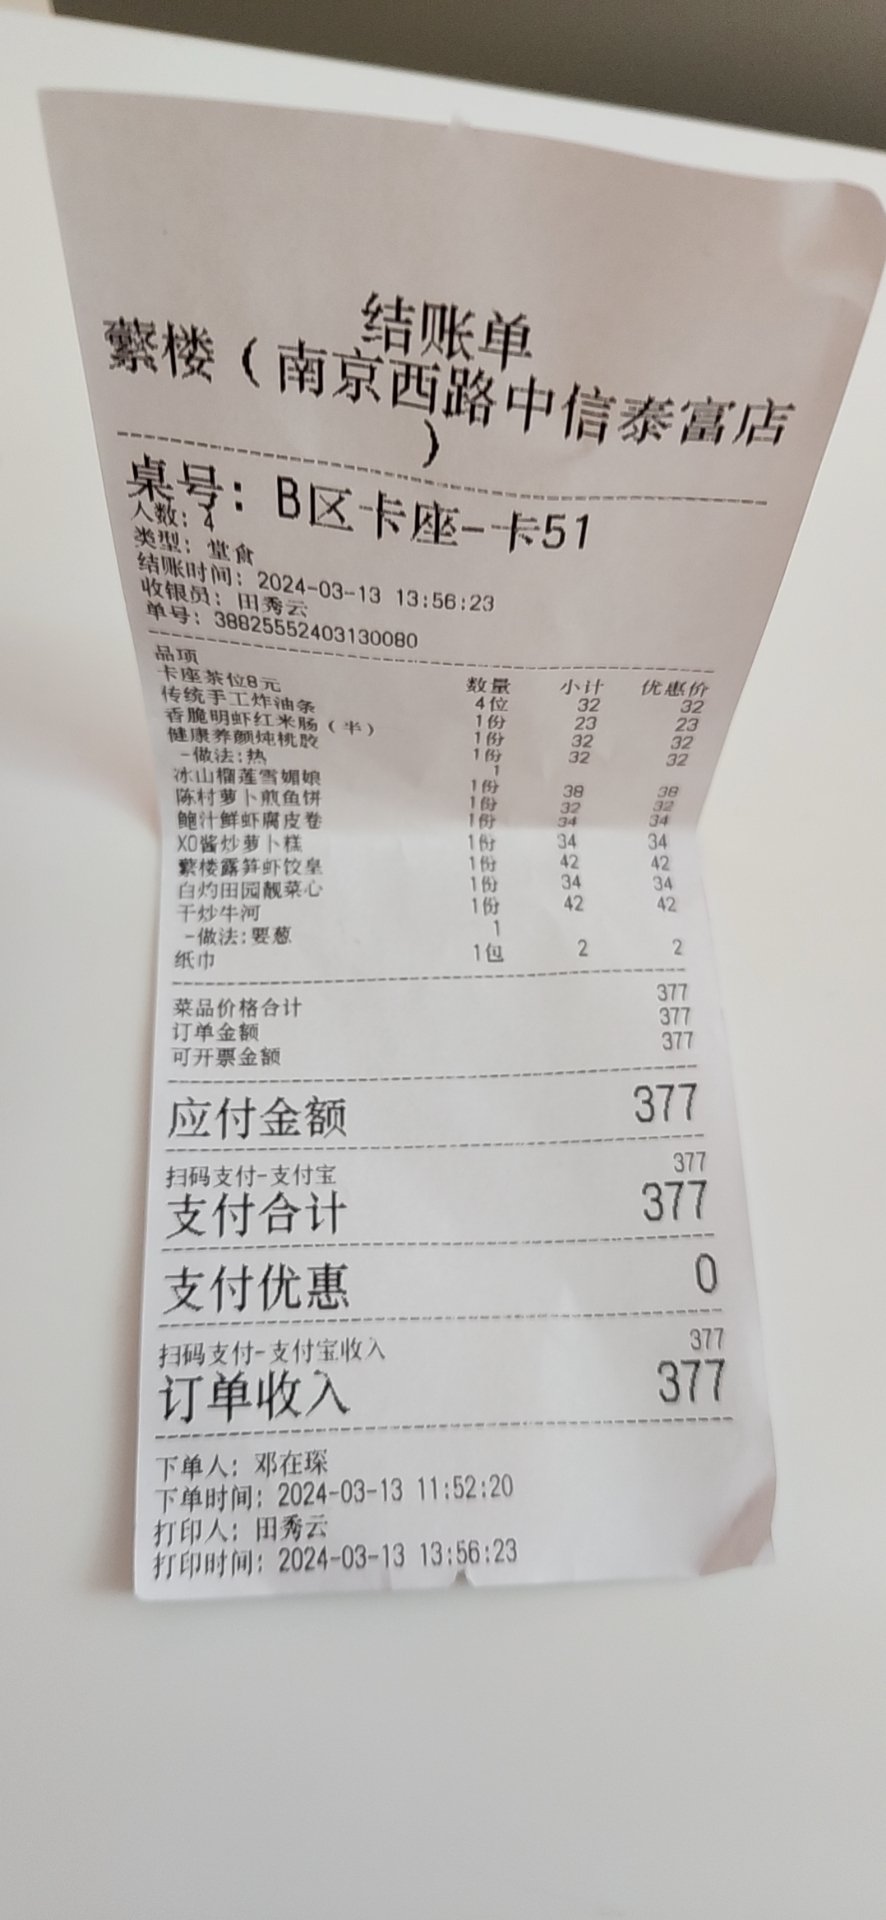 结账单
蘩楼（南京西路中信泰富店
）
桌号: B区卡座-卡51
人数: 4
类型: 堂食
结账时间: 2024-03-13 13:56:23
收银员: 田秀云
单号: 38825552403130080
品项 数量 小计 优惠价
卡座茶位8元 4位 32 32
传统手工炸油条 1份 23 23
香脆明虾红米肠（半） 1份 32 32
健康养颜炖桃胶 1份 32 32
-做法:热 1
冰山榴莲雪媚娘 1份 38 38
陈村萝卜煎鱼饼 1份 32 32
鲍汁鲜虾腐皮卷 1份 34 34
XO酱炒萝卜糕 1份 34 34
蘩楼露笋虾饺皇 1份 42 42
白灼田园靓菜心 1份 34 34
干炒牛河 1份 42 42
-做法:要葱 1
纸巾 1包 2 2
菜品价格合计 377
订单金额 377
可开票金额 377
应付金额 377
扫码支付-支付宝 377
支付合计 377
支付优惠 0
扫码支付-支付宝收入 377
订单收入 377
下单人: 邓在琛
下单时间: 2024-03-13 11:52:20
打印人: 田秀云
打印时间: 2024-03-13 13:56:23